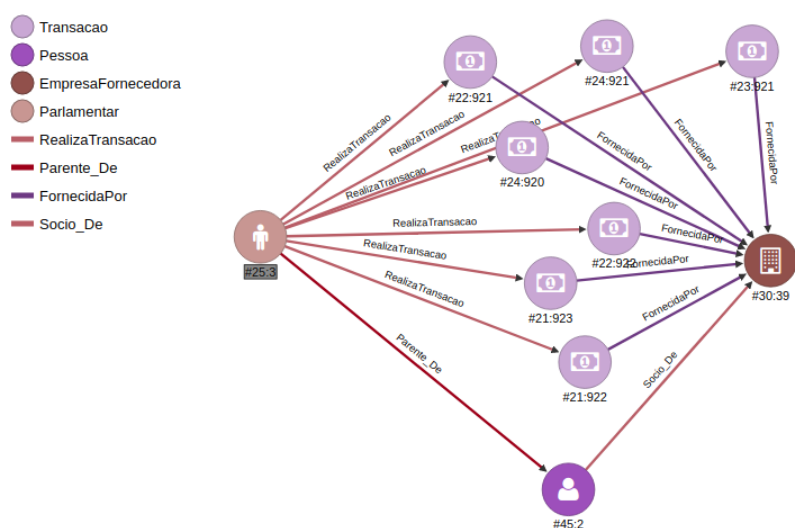 Transacao
Pessoa
EmpresaFornecedora
Parlamentar
RealizaTransacao
Parente_De
FornecidaPor
Socio_De
#22:921
#24:921
#23:921
RealizaTransacao
RealizaTransacao
RealizaTransacao
RealizaTransacao
#24:920
FornecidaPor
FornecidaPor
FornecidaPor
FornecidaPor
RealizaTransacao
FornecidaPor
#22:922
#25:3
RealizaTransacao
FornecidaPor
#21:923
#30:39
RealizaTransacao
FornecidaPor
#21:922
Parente_De
Socio_De
#45:2